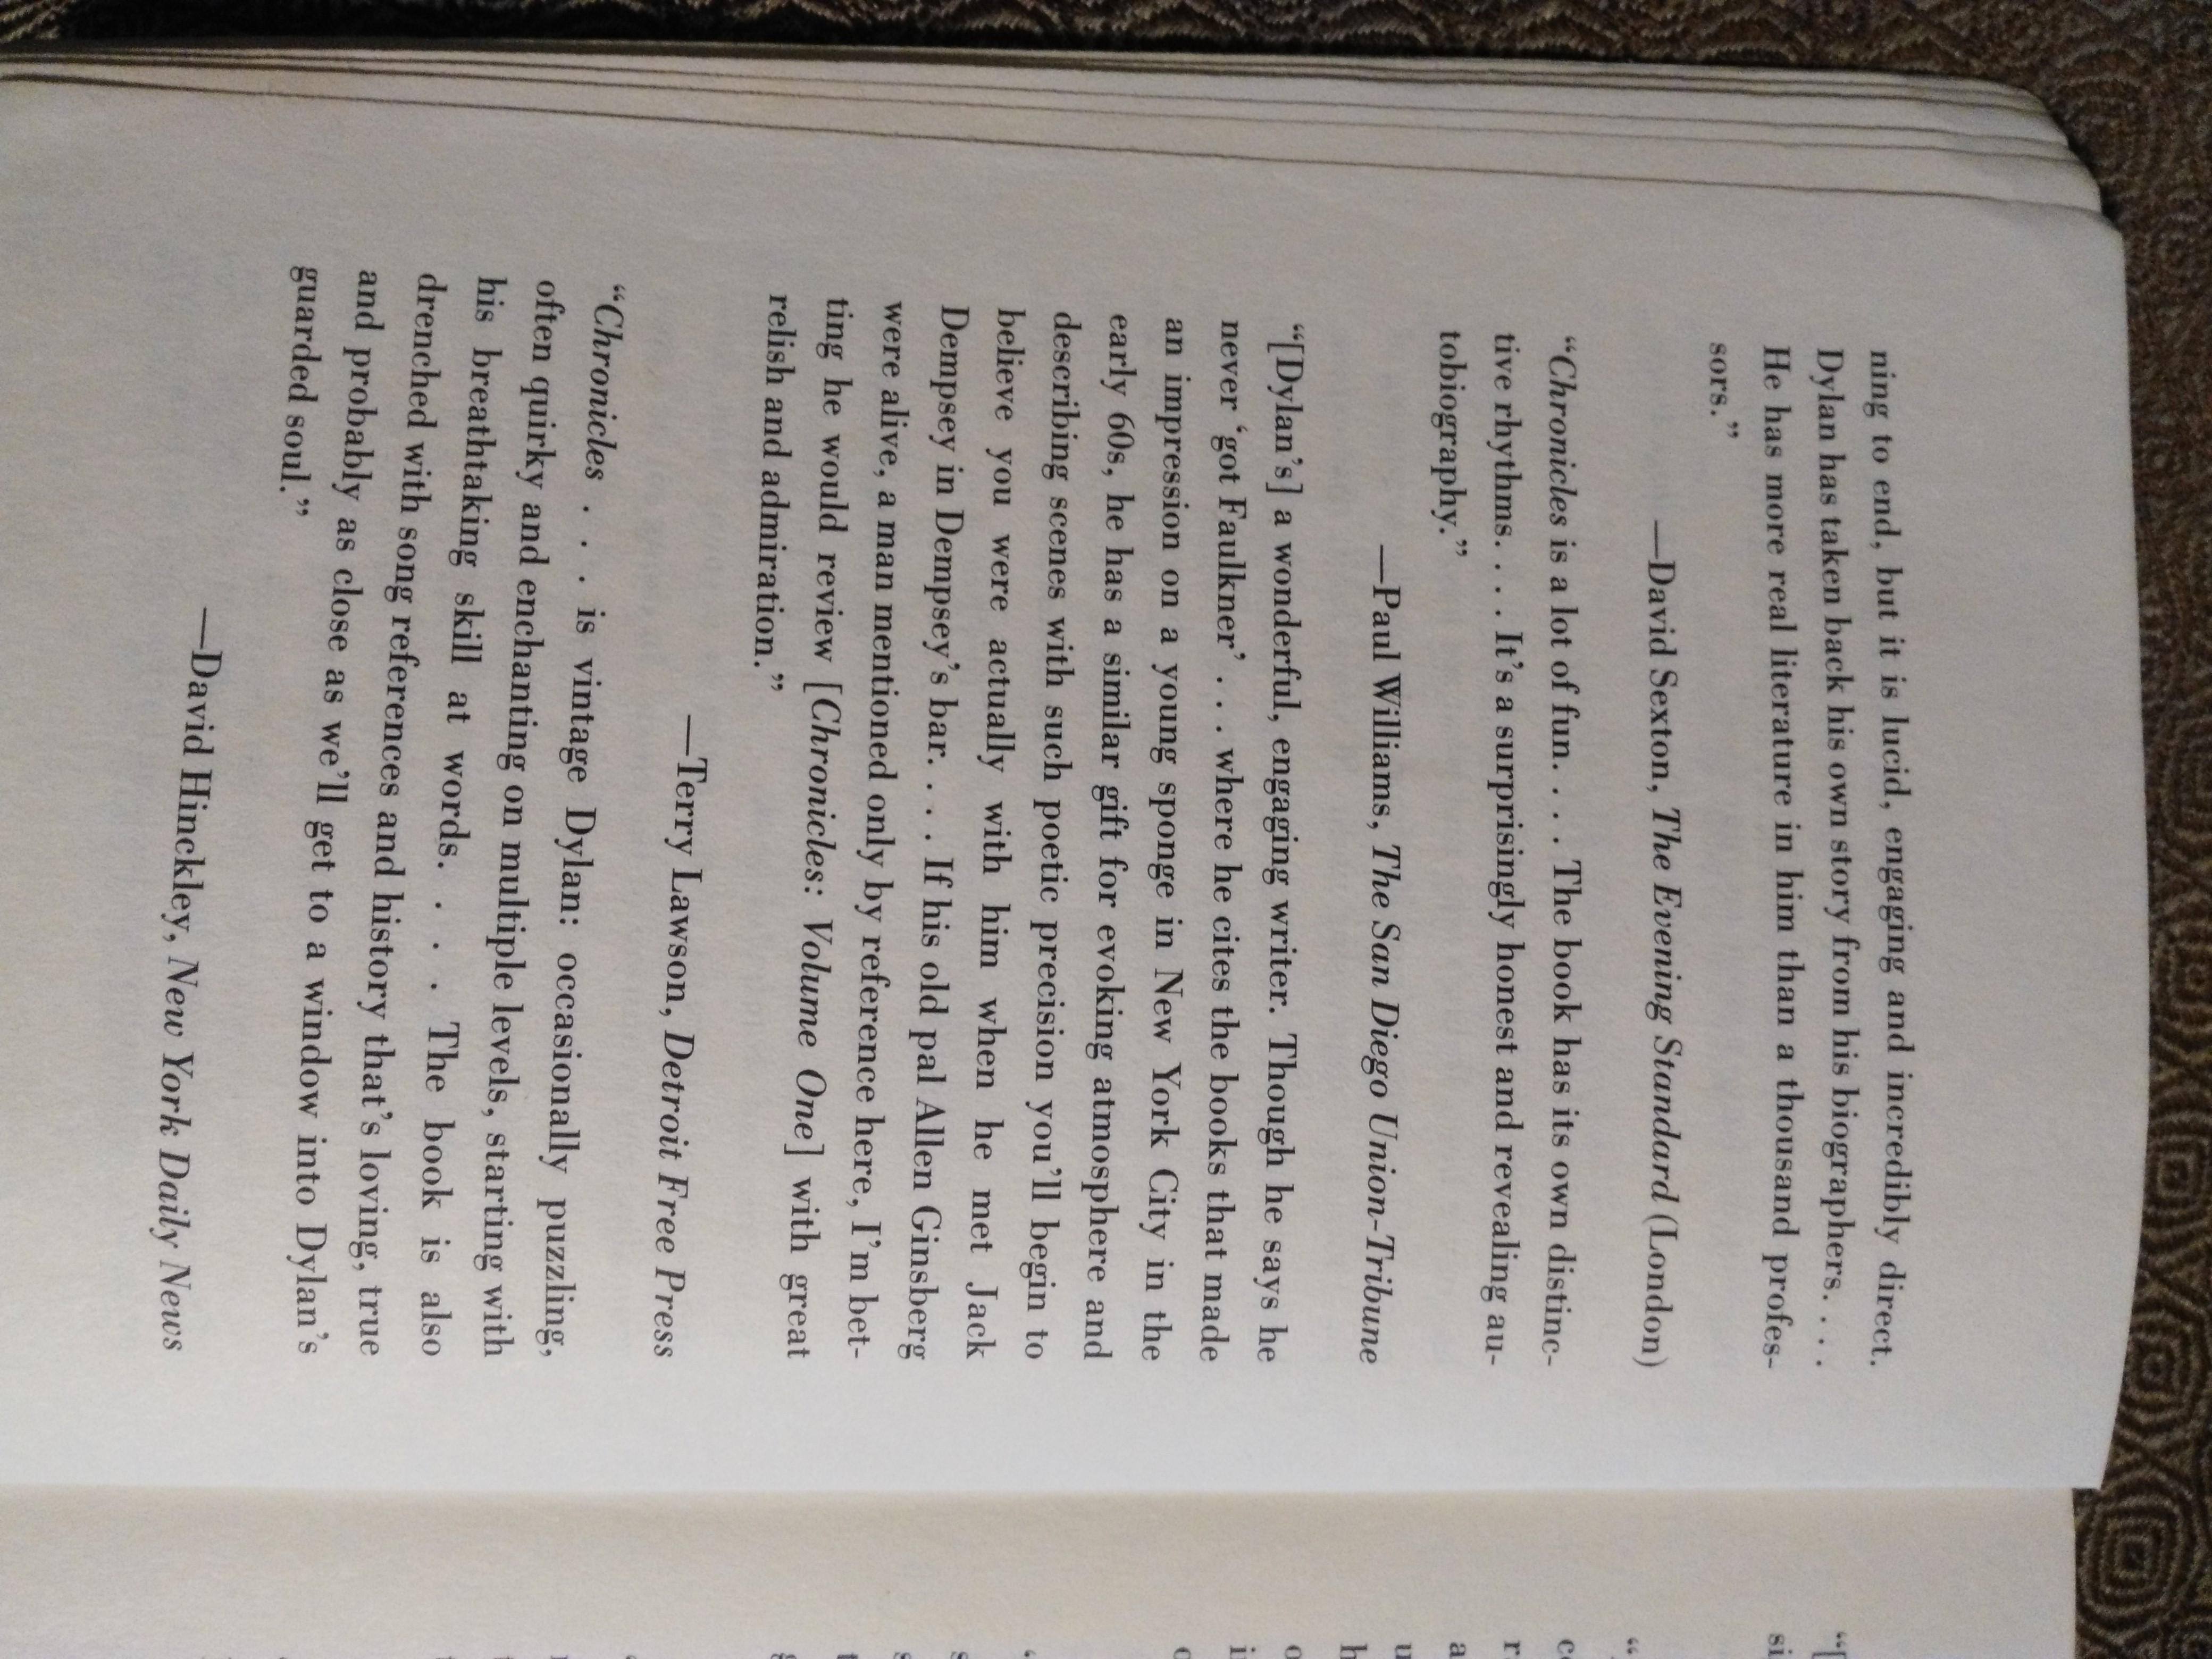 ning to end, but it is lucid, engaging and incredibly direct.
Dylan has taken back his own story from his biographers. . . .
He has more real literature in him than a thousand profes-
sors.”
—David Sexton, The Evening Standard (London)
“Chronicles is a lot of fun. . . . The book has its own distinc-
tive rhythms. . . . It’s a surprisingly honest and revealing au-
tobiography.”
—Paul Williams, The San Diego Union-Tribune
“[Dylan’s] a wonderful, engaging writer. Though he says he
never ‘got Faulkner’ . . . where he cites the books that made
an impression on a young sponge in New York City in the
early 60s, he has a similar gift for evoking atmosphere and
describing scenes with such poetic precision you’ll begin to
believe you were actually with him when he met Jack
Dempsey in Dempsey’s bar. . . . If his old pal Allen Ginsberg
were alive, a man mentioned only by reference here, I’m bet-
ting he would review [Chronicles: Volume One] with great
relish and admiration.”
—Terry Lawson, Detroit Free Press
“Chronicles . . . is vintage Dylan: occasionally puzzling,
often quirky and enchanting on multiple levels, starting with
his breathtaking skill at words. . . . The book is also
drenched with song references and history that’s loving, true
and probably as close as we’ll get to a window into Dylan’s
guarded soul.”
—David Hinckley, New York Daily News